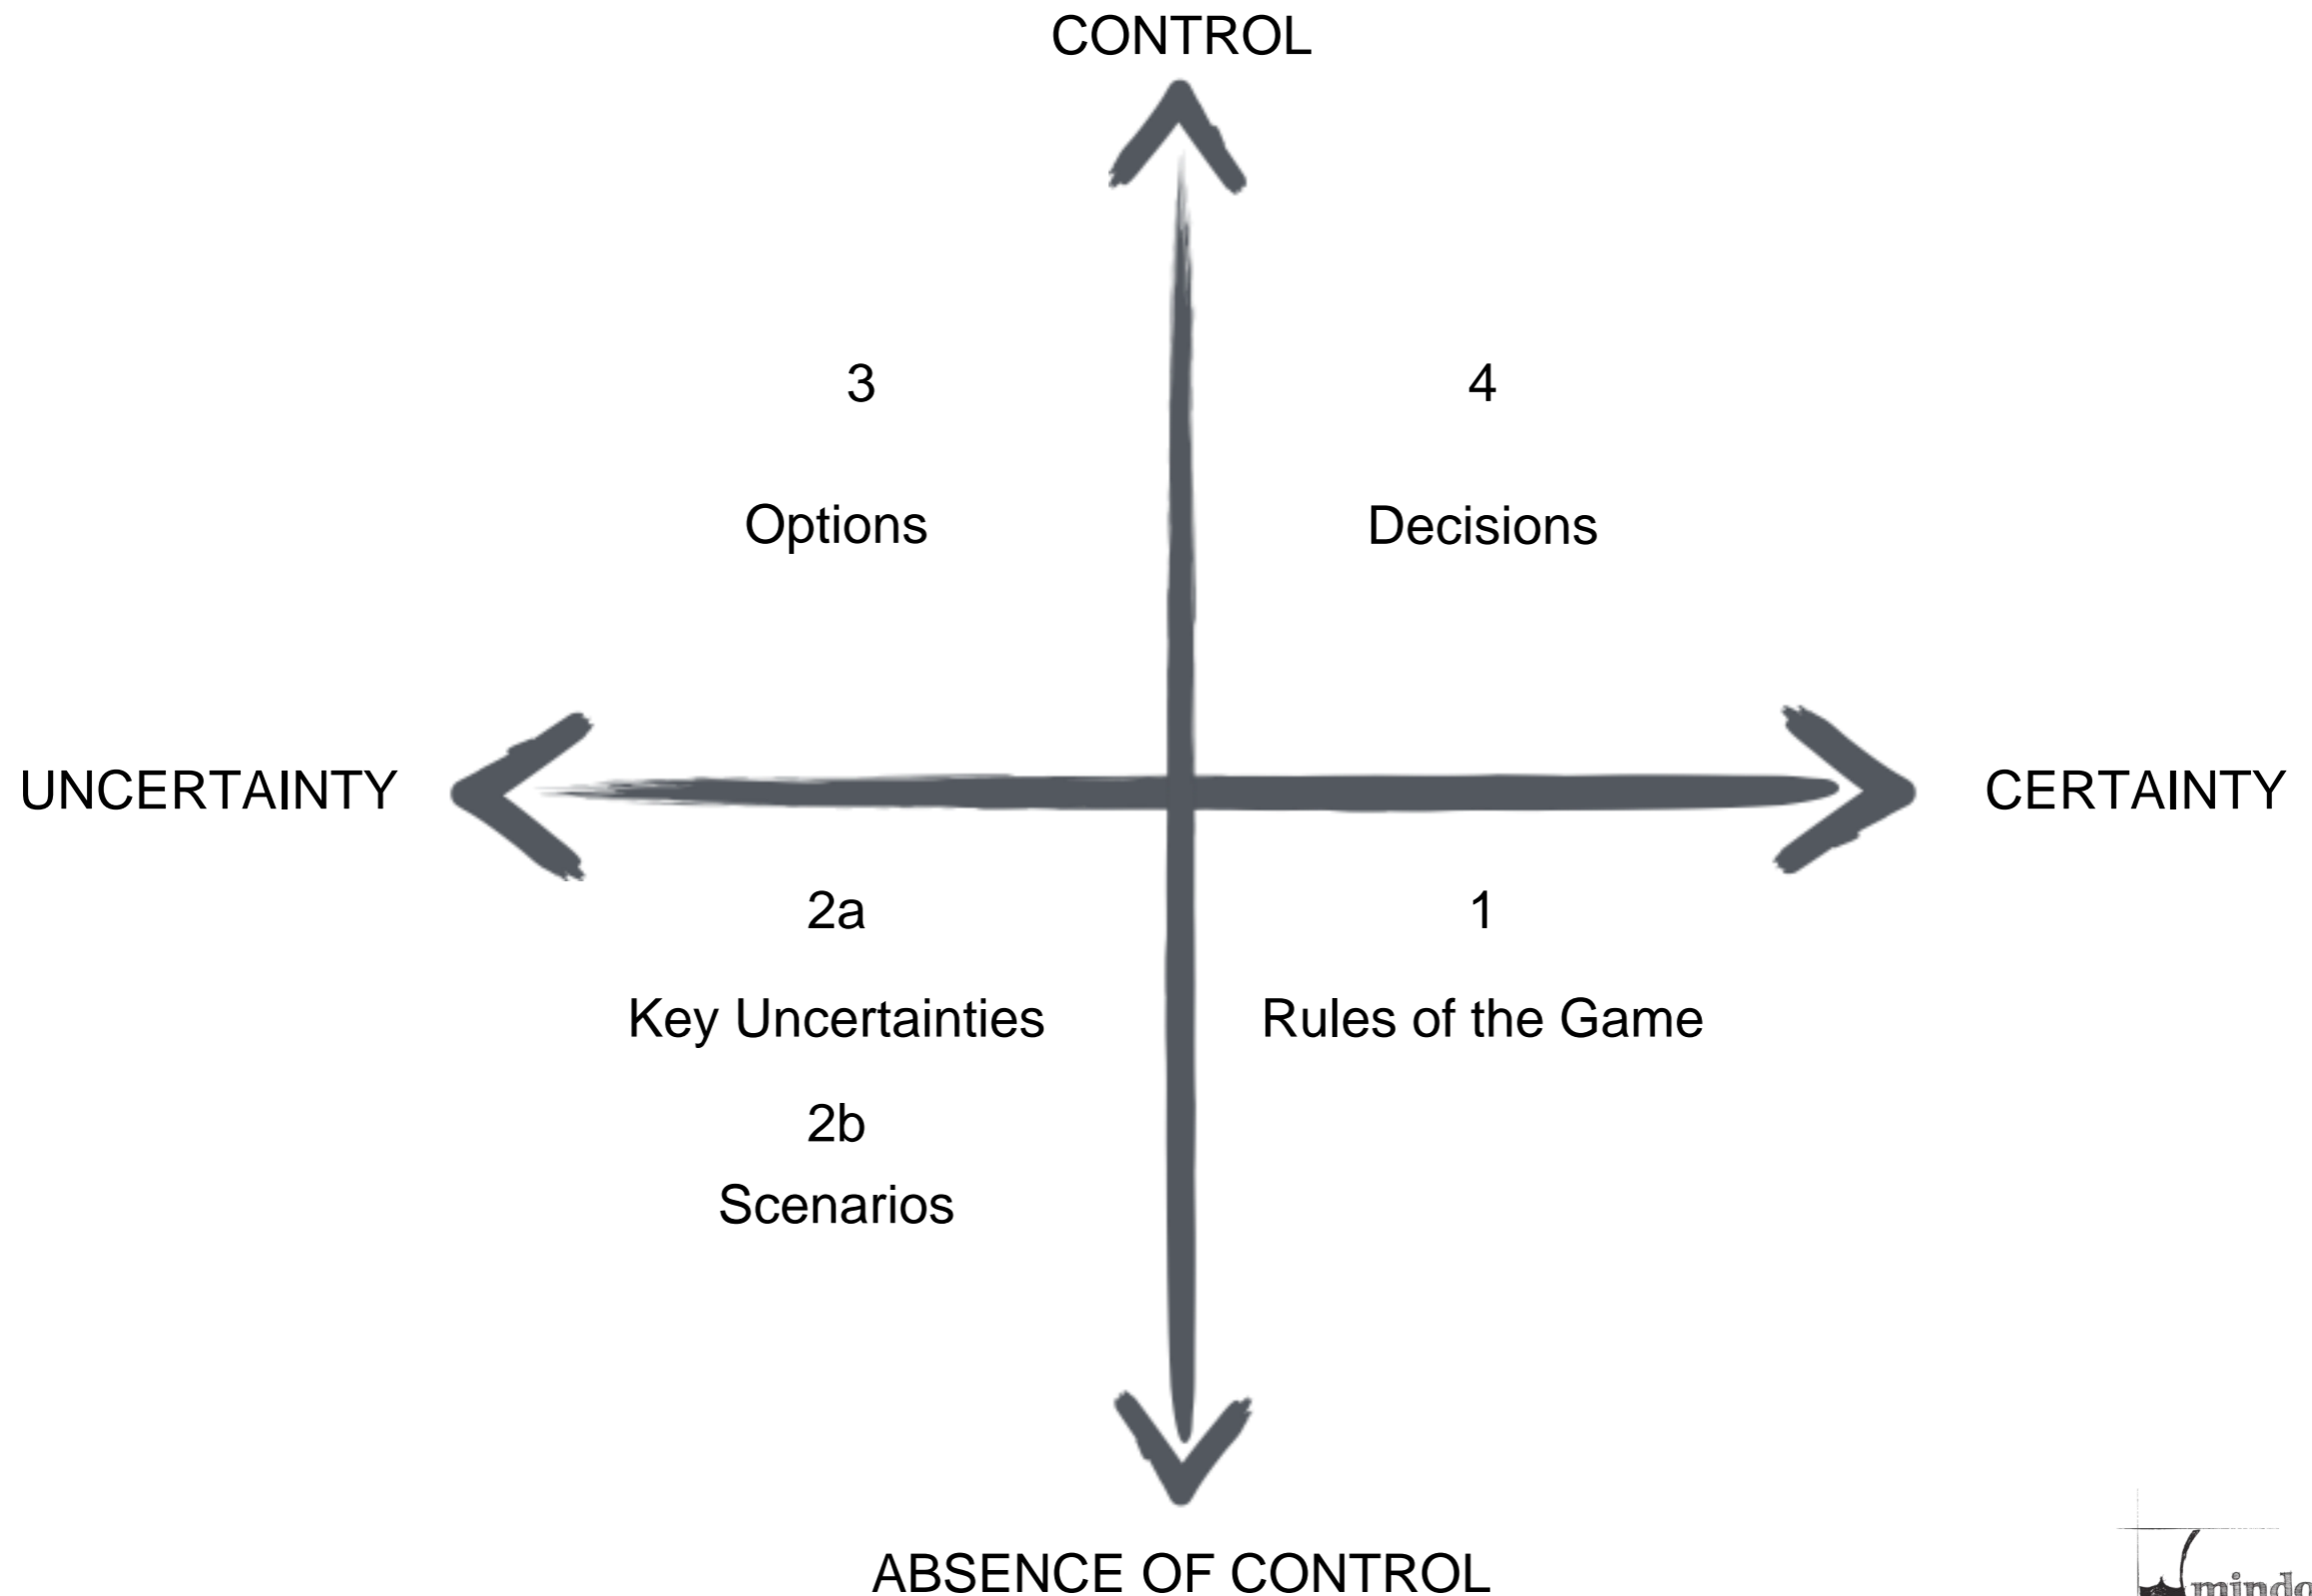 CONTROL
3
4
Options
Decisions
UNCERTAINTY
CERTAINTY
2a
1
Key Uncertainties
Rules of the Game
2b
Scenarios
ABSENCE OF CONTROL